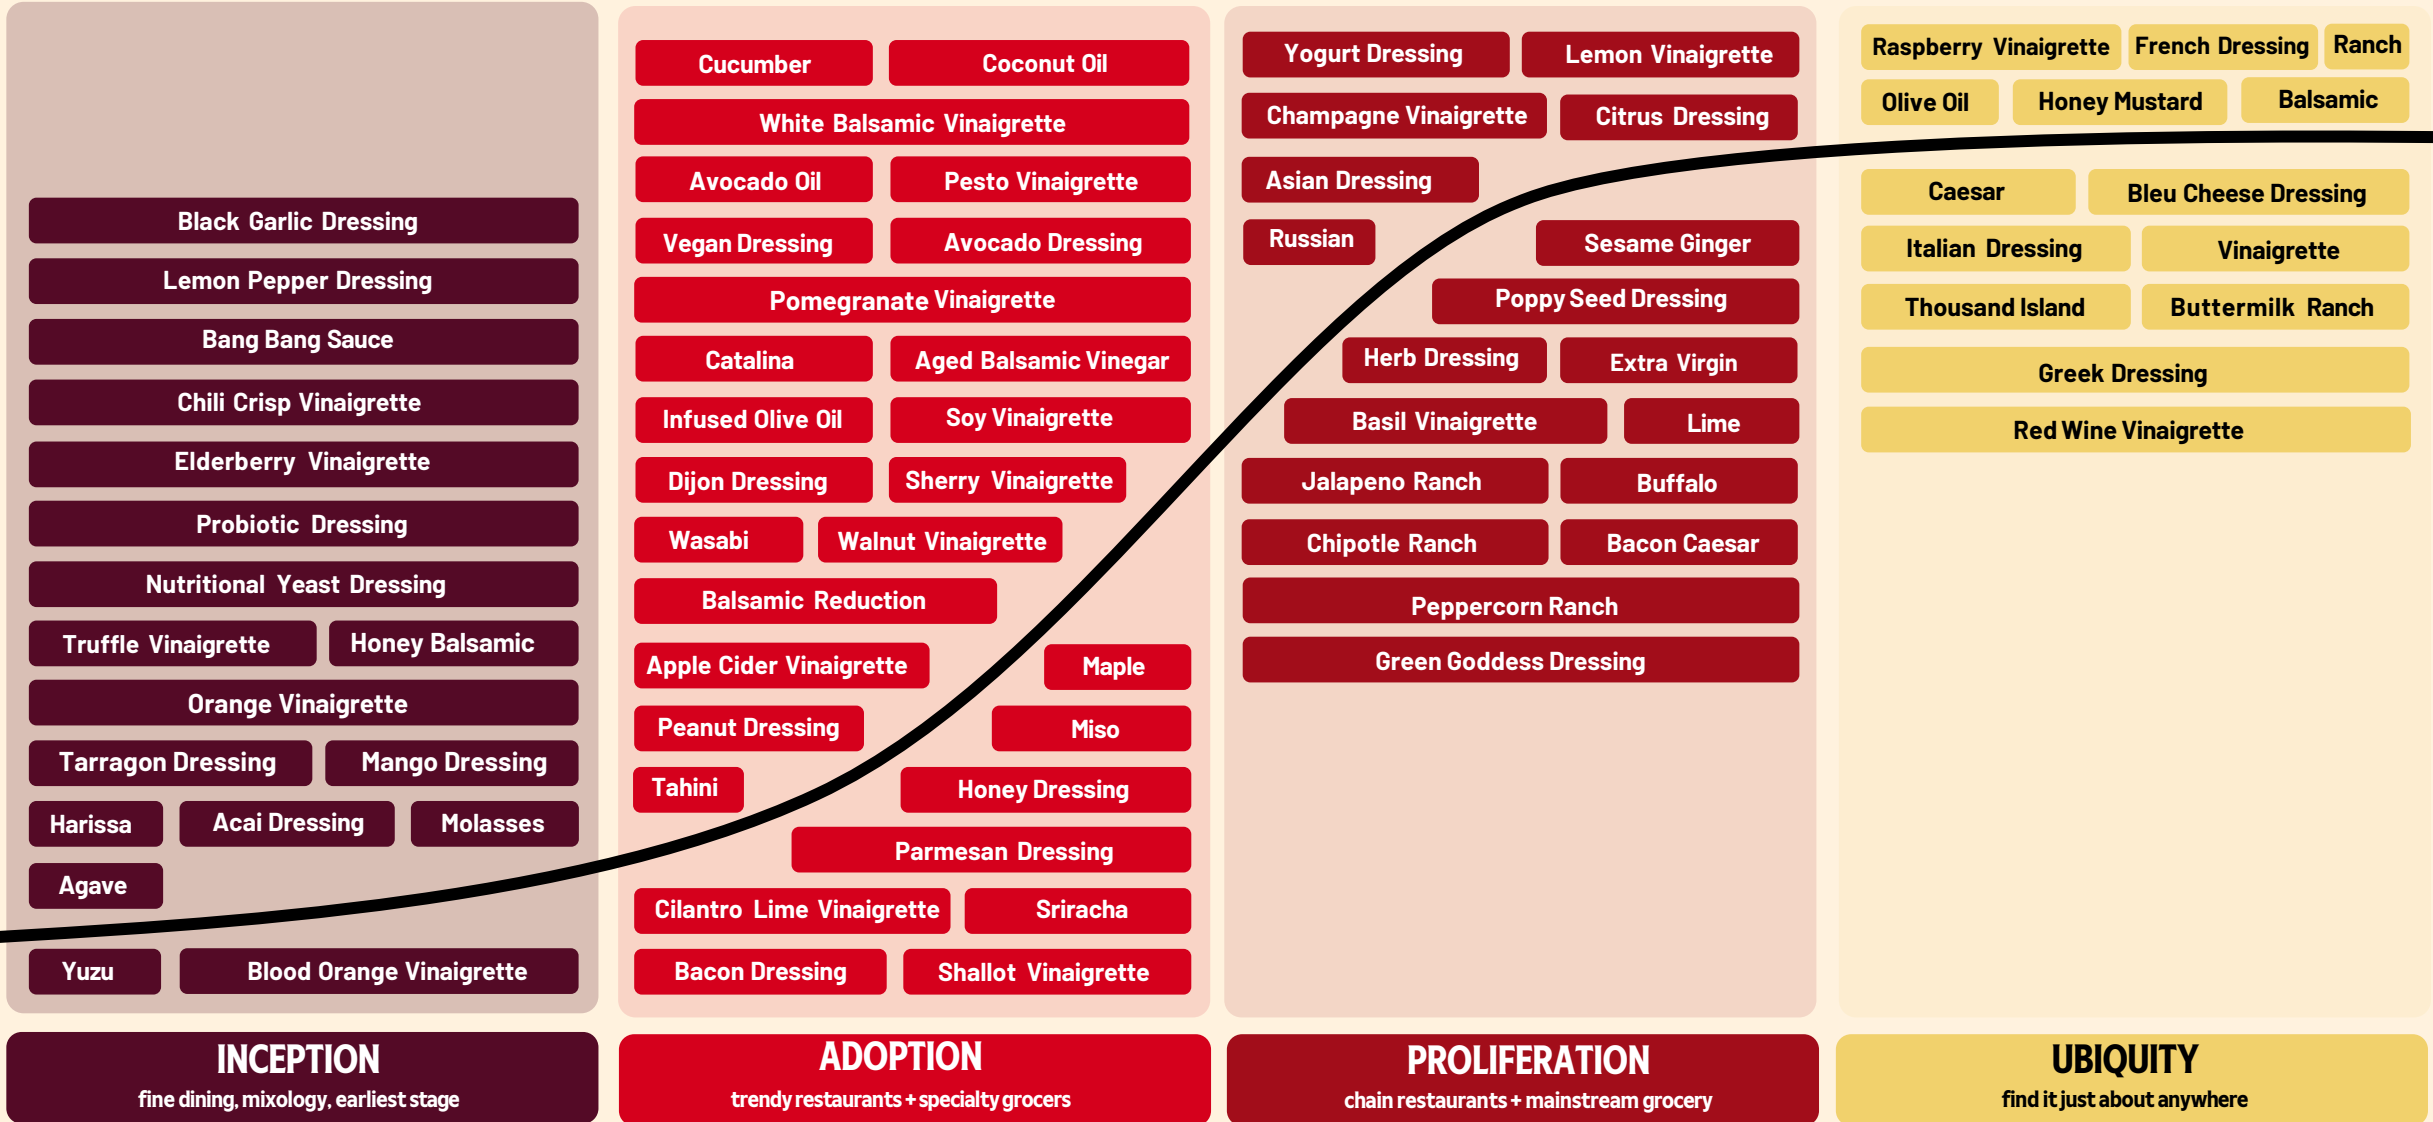 Black Garlic Dressing
Lemon Pepper Dressing
Bang Bang Sauce
Chili Crisp Vinaigrette
Elderberry Vinaigrette
Probiotic Dressing
Nutritional Yeast Dressing
Truffle Vinaigrette
Honey Balsamic
Orange Vinaigrette
Tarragon Dressing
Mango Dressing
Harissa
Acai Dressing
Molasses
Agave
Yuzu
Blood Orange Vinaigrette
INCEPTION
fine dining, mixology, earliest stage
Cucumber
Coconut Oil
White Balsamic Vinaigrette
Avocado Oil
Pesto Vinaigrette
Vegan Dressing
Avocado Dressing
Pomegranate Vinaigrette
Catalina
Aged Balsamic Vinegar
Infused Olive Oil
Soy Vinaigrette
Dijon Dressing
Sherry Vinaigrette
Wasabi
Walnut Vinaigrette
Balsamic Reduction
Apple Cider Vinaigrette
Maple
Peanut Dressing
Miso
Tahini
Honey Dressing
Parmesan Dressing
Cilantro Lime Vinaigrette
Sriracha
Bacon Dressing
Shallot Vinaigrette
ADOPTION
trendy restaurants + specialty grocers
Yogurt Dressing
Lemon Vinaigrette
Champagne Vinaigrette
Citrus Dressing
Asian Dressing
Russian
Sesame Ginger
Poppy Seed Dressing
Herb Dressing
Extra Virgin
Basil Vinaigrette
Lime
Jalapeno Ranch
Buffalo
Chipotle Ranch
Bacon Caesar
Peppercorn Ranch
Green Goddess Dressing
PROLIFERATION
chain restaurants + mainstream grocery
Raspberry Vinaigrette
French Dressing
Ranch
Olive Oil
Honey Mustard
Balsamic
Caesar
Bleu Cheese Dressing
Italian Dressing
Vinaigrette
Thousand Island
Buttermilk Ranch
Greek Dressing
Red Wine Vinaigrette
UBIQUITY
find it just about anywhere